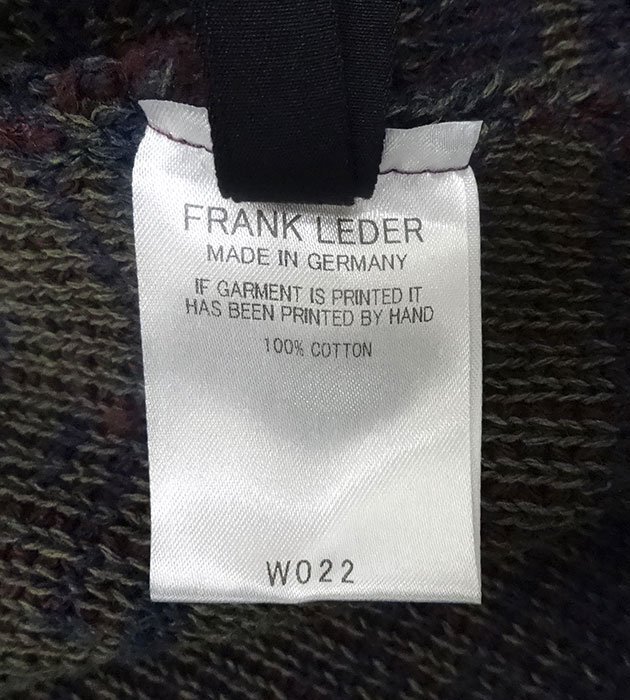 FRANK LEDER
MADE IN GERMANY
IF GARMENT IS PRINTED IT
HAS BEEN PRINTED BY HAND
100% COTTON
W022